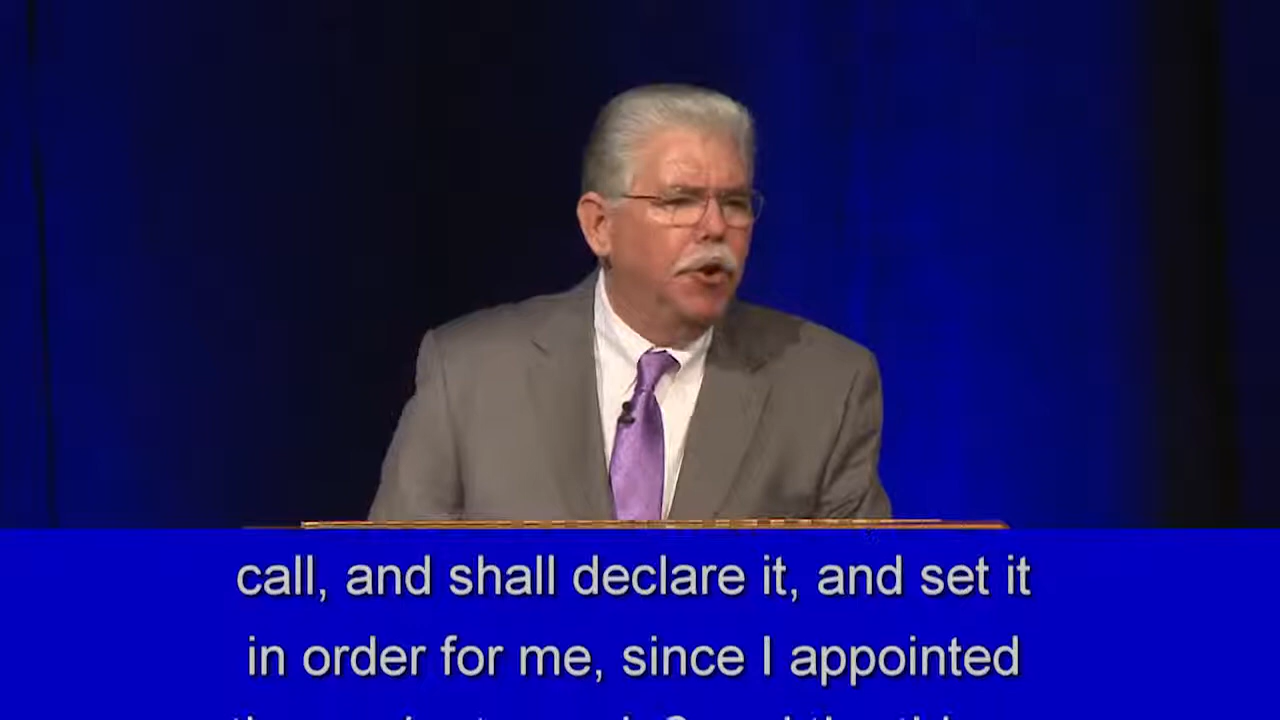 call, and shall declare it, and set it
in order for me, since I appointed